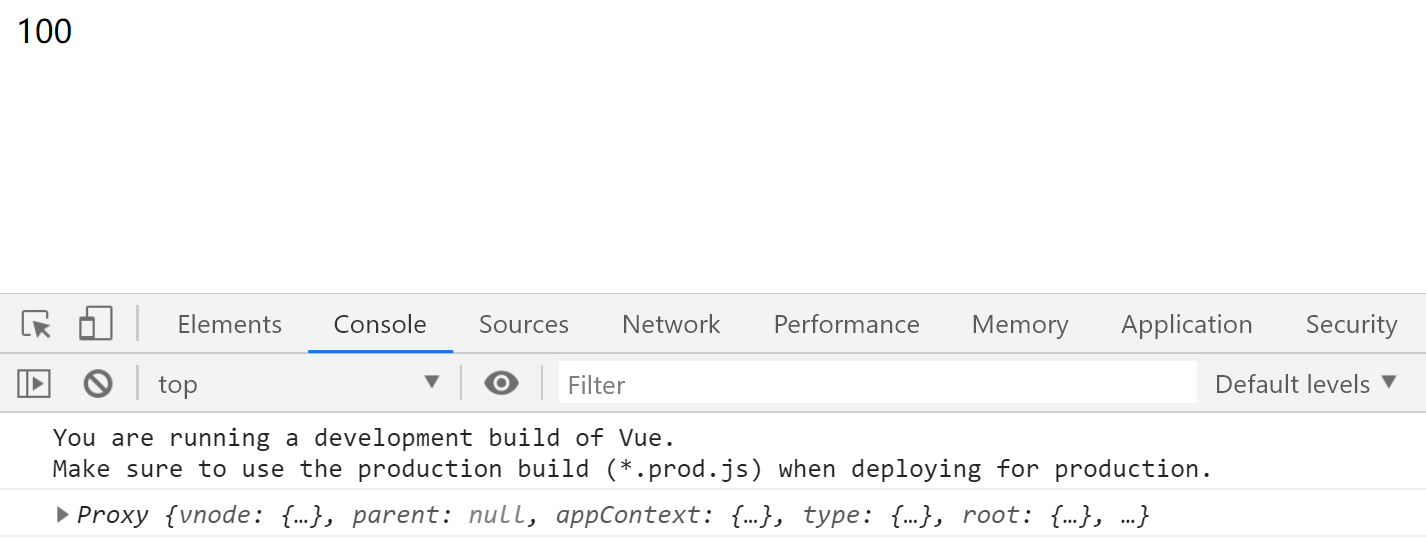 100
Elements Console Sources Network Performance Memory Application Security
top Filter Default levels
You are running a development build of Vue.
Make sure to use the production build (*.prod.js) when deploying for production.
Proxy {vnode: {…}, parent: null, appContext: {…}, type: {…}, root: {…}, …}